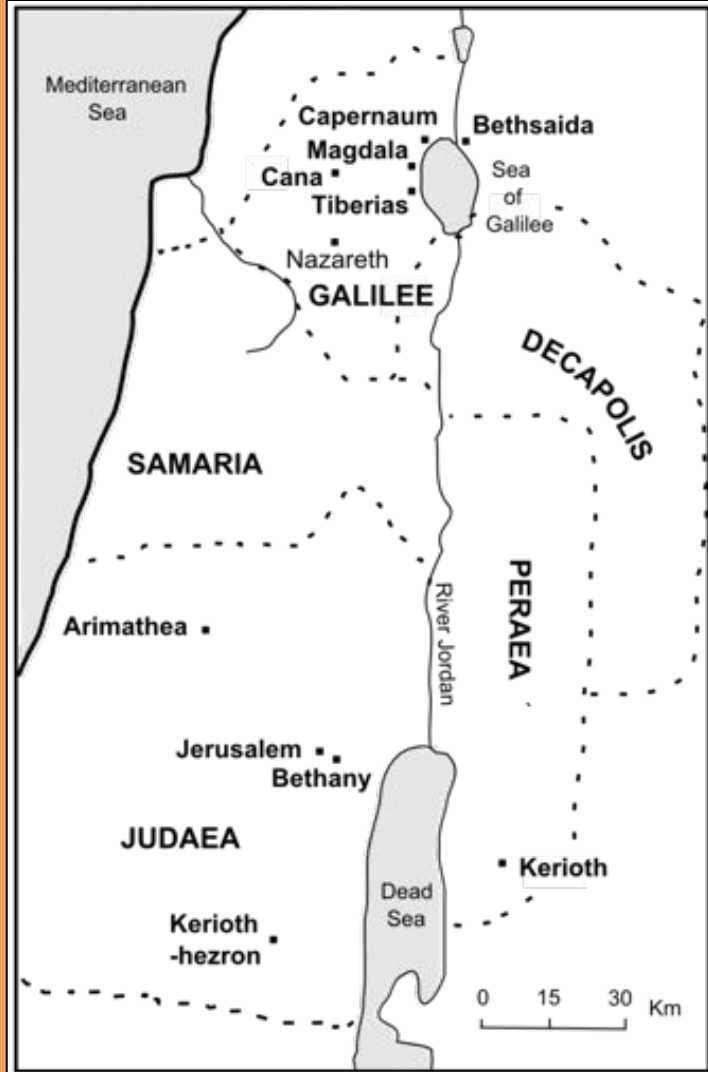 Mediterranean
Sea
Capernaum
Bethsaida
Magdala
Cana
Sea
of
Galilee
Tiberias
Nazareth
GALILEE
DECAPOLIS
SAMARIA
PERAEA
River Jordan
Arimathea
Jerusalem
Bethany
JUDAEA
Kerioth
Dead
Sea
Kerioth
-hezron
0 15 30 Km